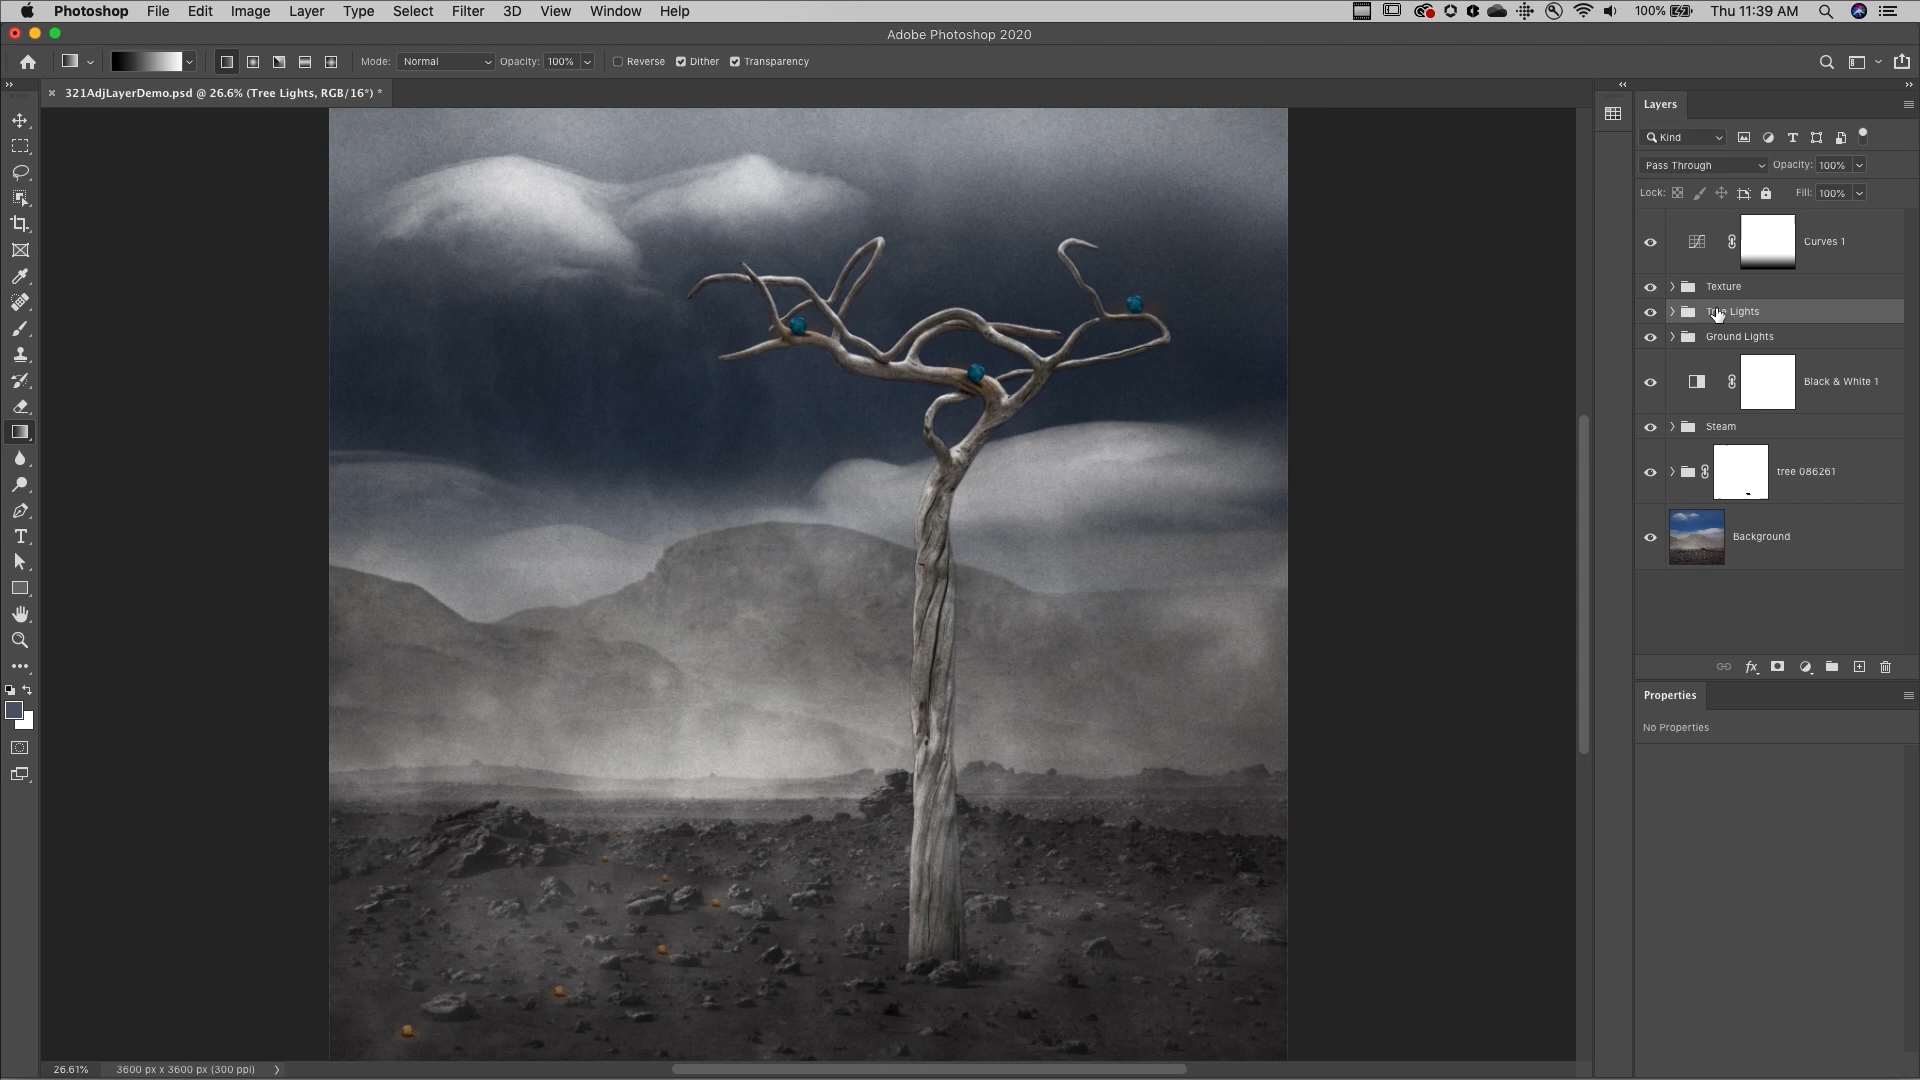 Photoshop File Edit Image Layer Type Select Filter 3D View Window Help 100% Thu 11:39 AM
Adobe Photoshop 2020
Mode: Normal Opacity: 100% Reverse Dither Transparency
321AdjLayerDemo.psd @ 26.6% (Tree Lights, RGB/16*) *
Layers
Kind
Pass Through Opacity: 100%
Lock: Fill: 100%
Curves 1
Texture
Lights
Ground Lights
Black & White 1
Steam
tree 086261
Background
fx
Properties
No Properties
26.61% 3600 px x 3600 px (300 ppi)